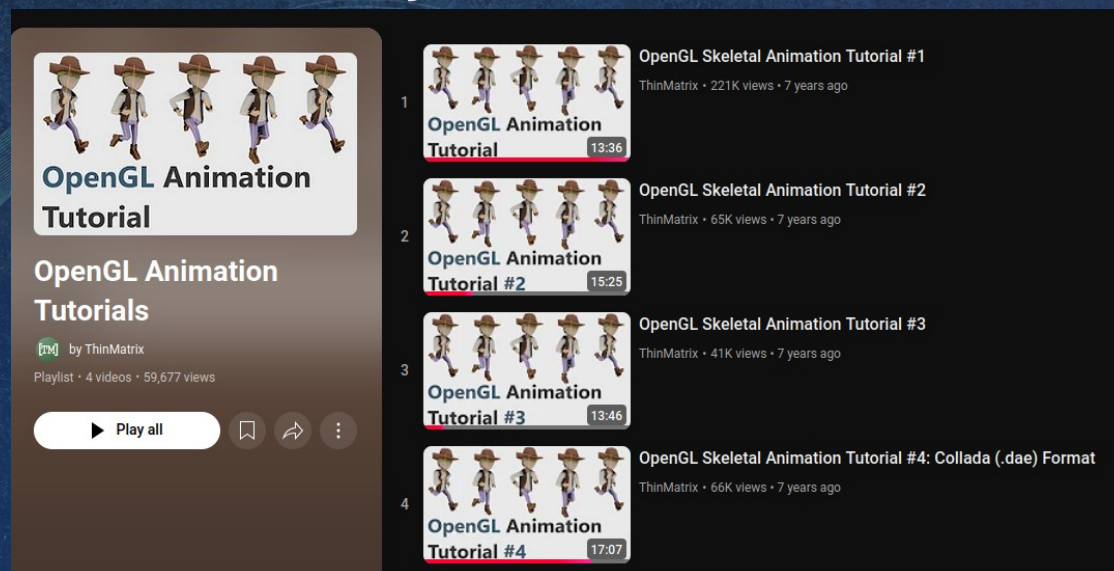 OpenGL Animation
Tutorial
OpenGL Animation
Tutorials
[TM] by ThinMatrix
Playlist • 4 videos • 59,677 views
Play all
1
OpenGL Animation
Tutorial
13:36
OpenGL Skeletal Animation Tutorial #1
ThinMatrix • 221K views • 7 years ago
2
OpenGL Animation
Tutorial #2
15:25
OpenGL Skeletal Animation Tutorial #2
ThinMatrix • 65K views • 7 years ago
3
OpenGL Animation
Tutorial #3
13:46
OpenGL Skeletal Animation Tutorial #3
ThinMatrix • 41K views • 7 years ago
4
OpenGL Animation
Tutorial #4
17:07
OpenGL Skeletal Animation Tutorial #4: Collada (.dae) Format
ThinMatrix • 66K views • 7 years ago